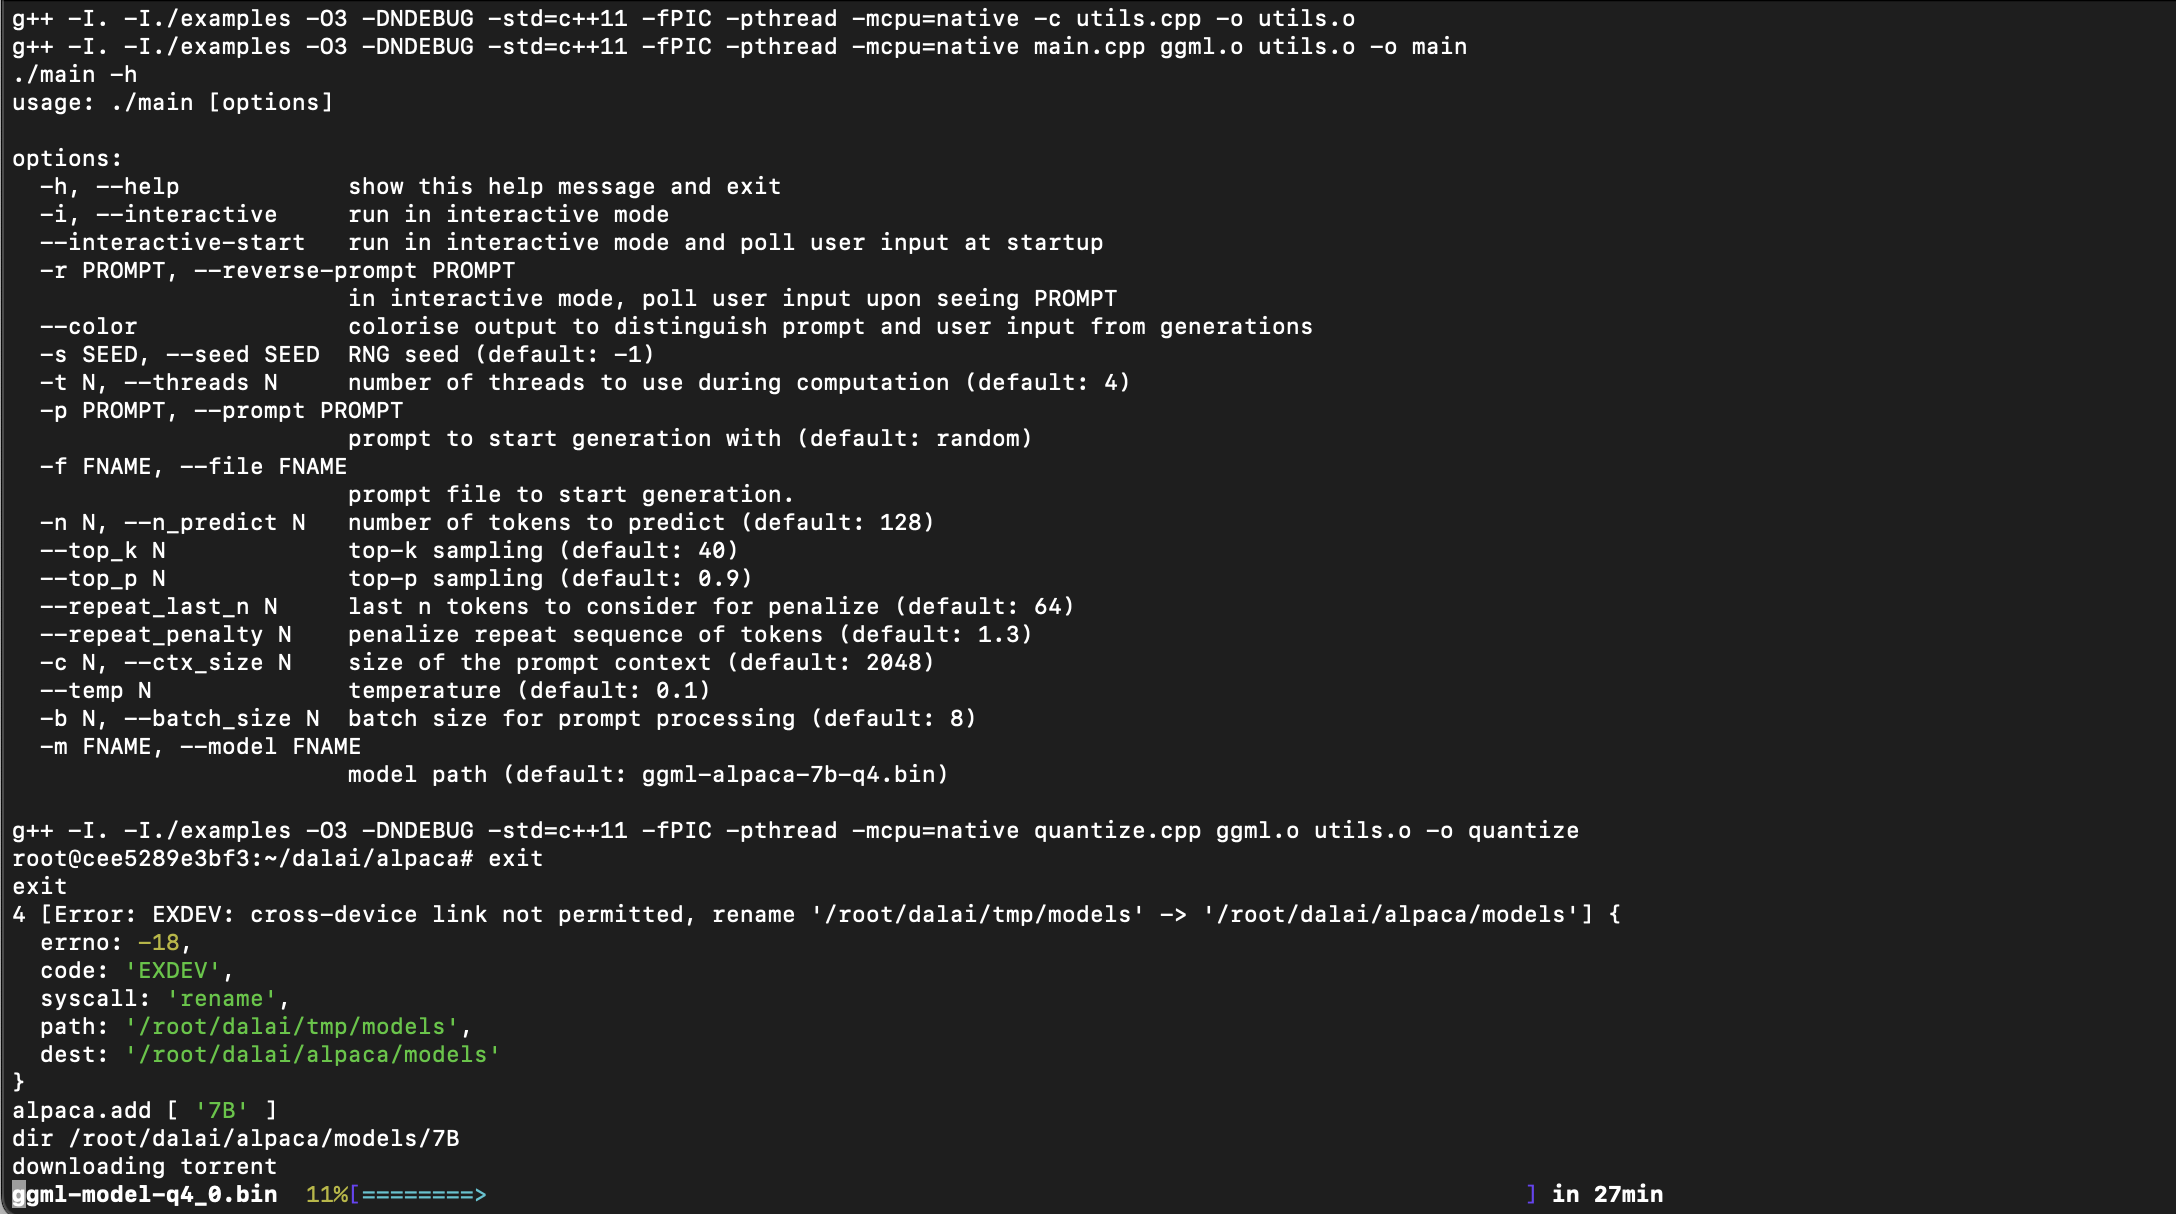 g++ -I. -I./examples -O3 -DNDEBUG -std=c++11 -fPIC -pthread -mcpu=native -c utils.cpp -o utils.o
g++ -I. -I./examples -O3 -DNDEBUG -std=c++11 -fPIC -pthread -mcpu=native main.cpp ggml.o utils.o -o main
./main -h
usage: ./main [options]

options:
  -h, --help            show this help message and exit
  -i, --interactive     run in interactive mode
  --interactive-start   run in interactive mode and poll user input at startup
  -r PROMPT, --reverse-prompt PROMPT
                        in interactive mode, poll user input upon seeing PROMPT
  --color               colorise output to distinguish prompt and user input from generations
  -s SEED, --seed SEED  RNG seed (default: -1)
  -t N, --threads N     number of threads to use during computation (default: 4)
  -p PROMPT, --prompt PROMPT
                        prompt to start generation with (default: random)
  -f FNAME, --file FNAME
                        prompt file to start generation.
  -n N, --n_predict N   number of tokens to predict (default: 128)
  --top_k N             top-k sampling (default: 40)
  --top_p N             top-p sampling (default: 0.9)
  --repeat_last_n N     last n tokens to consider for penalize (default: 64)
  --repeat_penalty N    penalize repeat sequence of tokens (default: 1.3)
  -c N, --ctx_size N    size of the prompt context (default: 2048)
  --temp N              temperature (default: 0.1)
  -b N, --batch_size N  batch size for prompt processing (default: 8)
  -m FNAME, --model FNAME
                        model path (default: ggml-alpaca-7b-q4.bin)

g++ -I. -I./examples -O3 -DNDEBUG -std=c++11 -fPIC -pthread -mcpu=native quantize.cpp ggml.o utils.o -o quantize
root@cee5289e3bf3:~/dalai/alpaca# exit
exit
4 [Error: EXDEV: cross-device link not permitted, rename '/root/dalai/tmp/models' -> '/root/dalai/alpaca/models'] {
  errno: -18,
  code: 'EXDEV',
  syscall: 'rename',
  path: '/root/dalai/tmp/models',
  dest: '/root/dalai/alpaca/models'
}
alpaca.add [ '7B' ]
dir /root/dalai/alpaca/models/7B
downloading torrent
ggml-model-q4_0.bin  11%[========>                                                                          ] in 27min